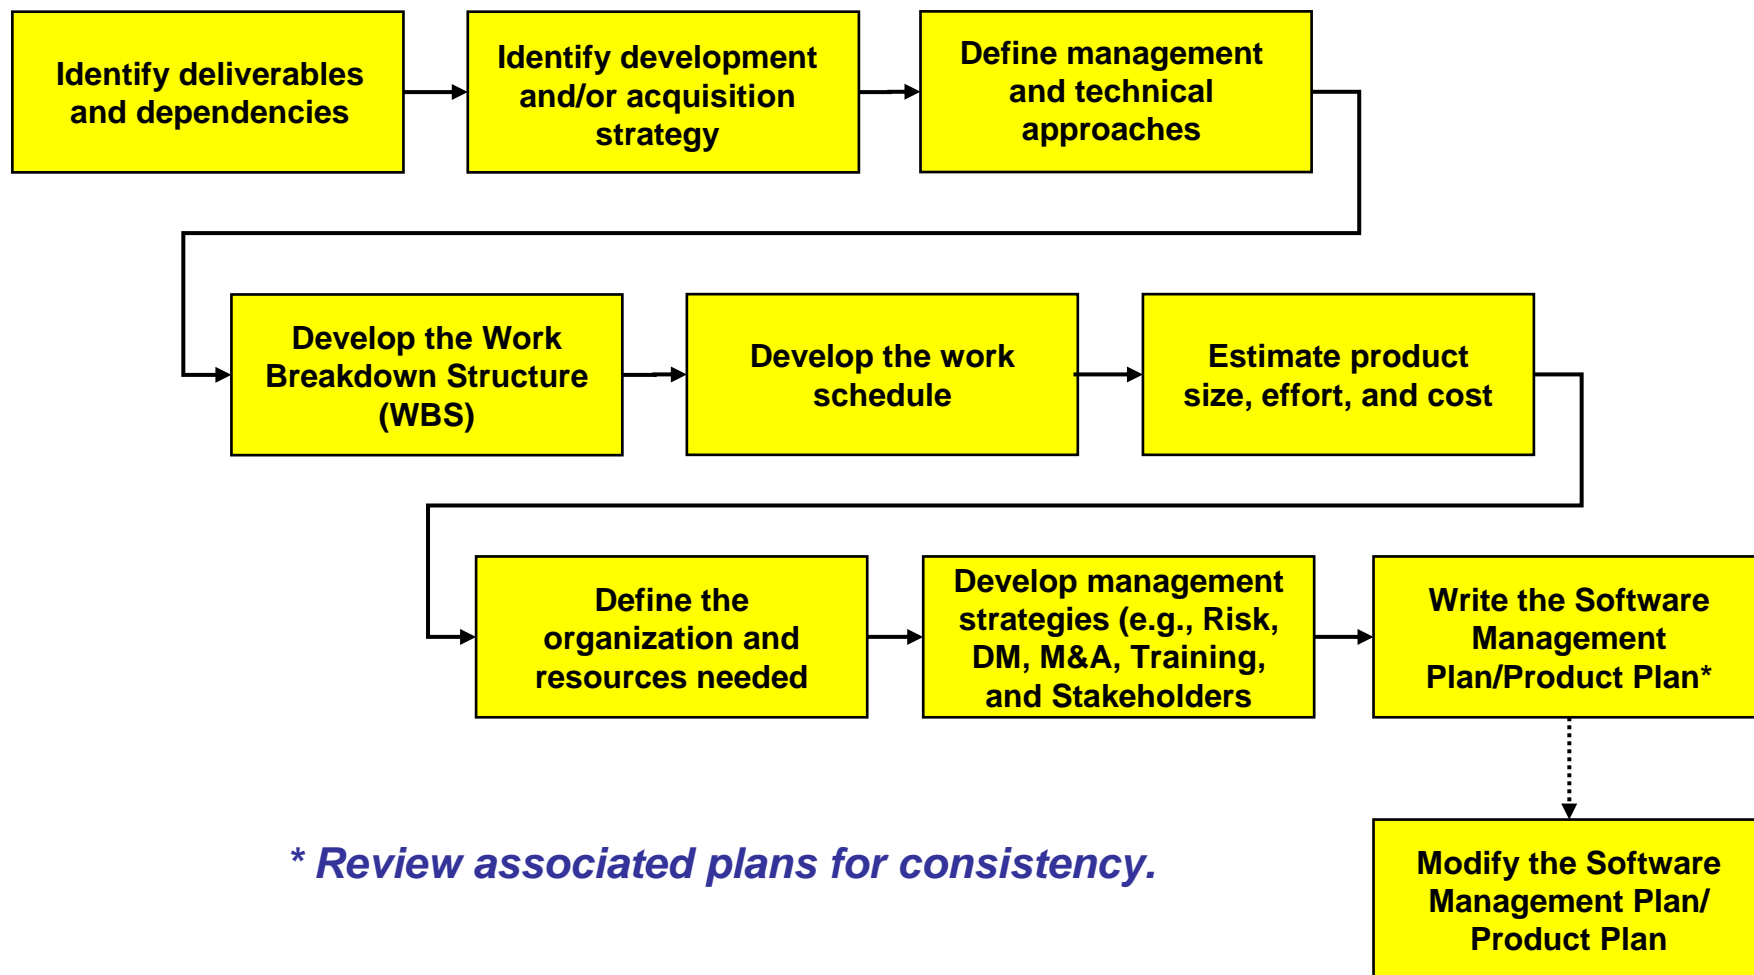 Identify deliverables
and dependencies
Identify development
and/or acquisition
strategy
Define management
and technical
approaches
Develop the Work
Breakdown Structure
(WBS)
Develop the work
schedule
Estimate product
size, effort, and cost
Define the
organization and
resources needed
Develop management
strategies (e.g., Risk,
DM, M&A, Training,
and Stakeholders
Write the Software
Management
Plan/Product Plan*
* Review associated plans for consistency.
Modify the Software
Management Plan/
Product Plan